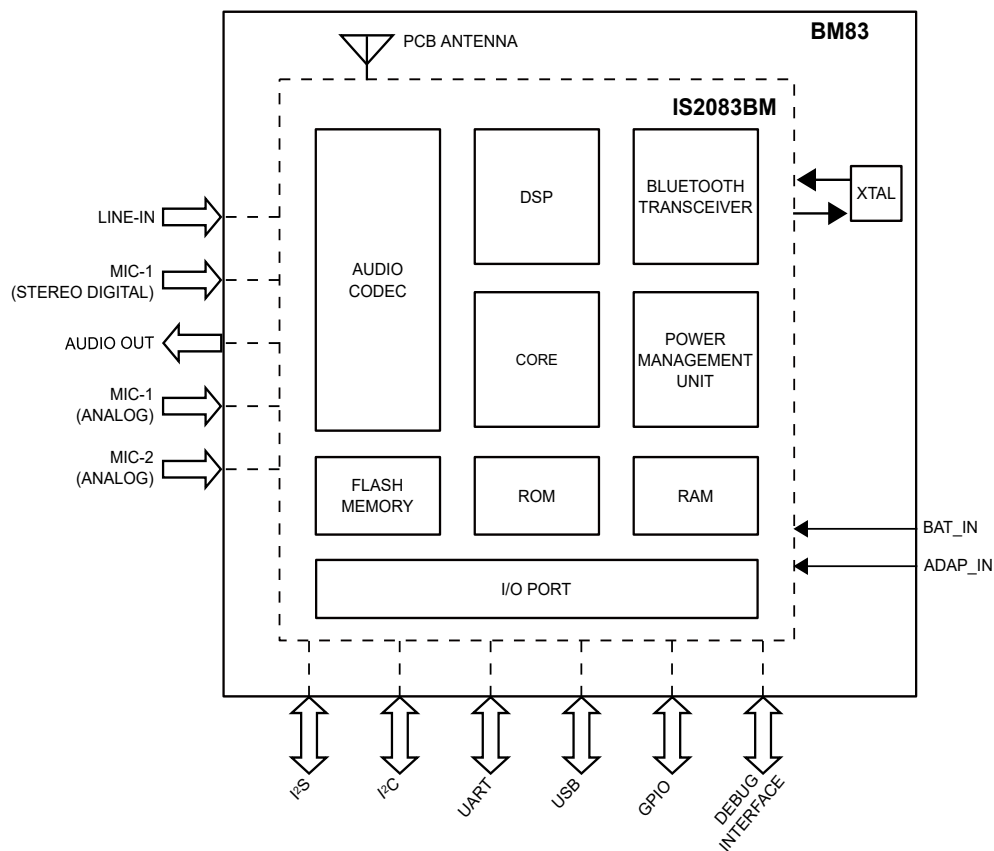 BM83
PCB ANTENNA
IS2083BM
AUDIO
CODEC
DSP
BLUETOOTH
TRANSCEIVER
XTAL
LINE-IN
MIC-1
(STEREO DIGITAL)
AUDIO OUT
MIC-1
(ANALOG)
MIC-2
(ANALOG)
CORE
POWER
MANAGEMENT
UNIT
FLASH
MEMORY
ROM
RAM
BAT_IN
ADAP_IN
I/O PORT
I²S
I²C
UART
USB
GPIO
DEBUG
INTERFACE